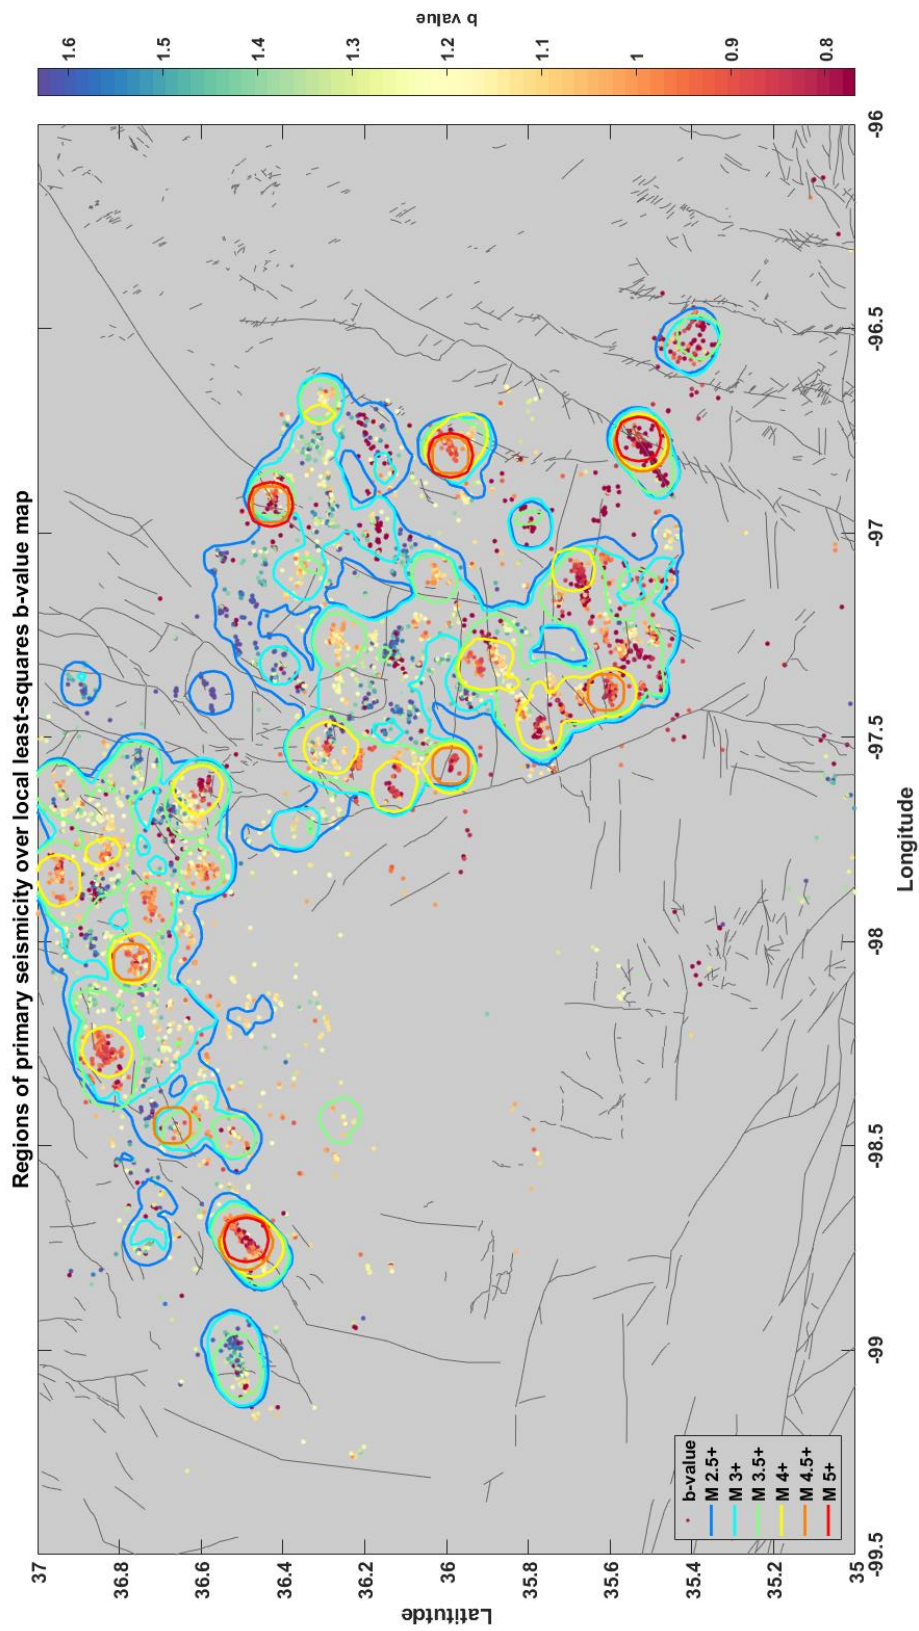 Regions of primary seismicity over local least-squares b-value map
37
36.8
36.6
36.4
36.2
36
35.8
35.6
35.4
35.2
35
Latitutde
-99.5
-99
-98.5
-98
-97.5
-97
-96.5
-96
Longitude
b-value
M 2.5+
M 3+
M 3.5+
M 4+
M 4.5+
M 5+
1.6
1.5
1.4
1.3
1.2
1.1
1
0.9
0.8
b value